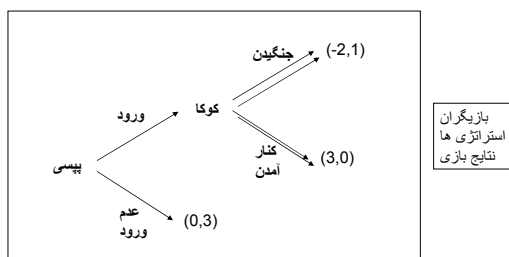 جنگیدن
(-2,1)
کوکا
ورود
کنار
آمدن
(3,0)
پپسی
عدم
ورود
(0,3)
بازیگران
استراتژی ها
نتایج بازی